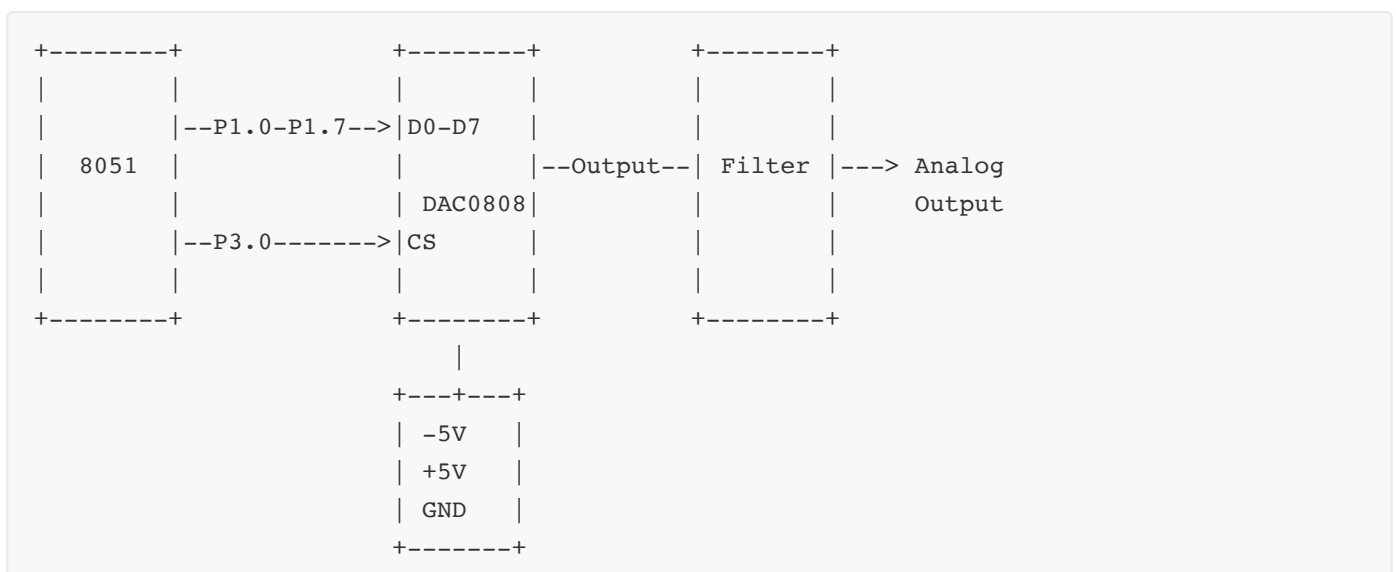 +--------+               +--------+          +--------+
|        |               |        |          |        |
|        |--P1.0-P1.7-->|D0-D7   |          |        |
|  8051  |               |        |--Output--| Filter |---> Analog
|        |               | DAC0808|          |        |     Output
|        |--P3.0------->|CS      |          |        |
|        |               |        |          |        |
+--------+               +--------+          +--------+
|
+---+---+
| -5V   |
| +5V   |
| GND   |
+-------+